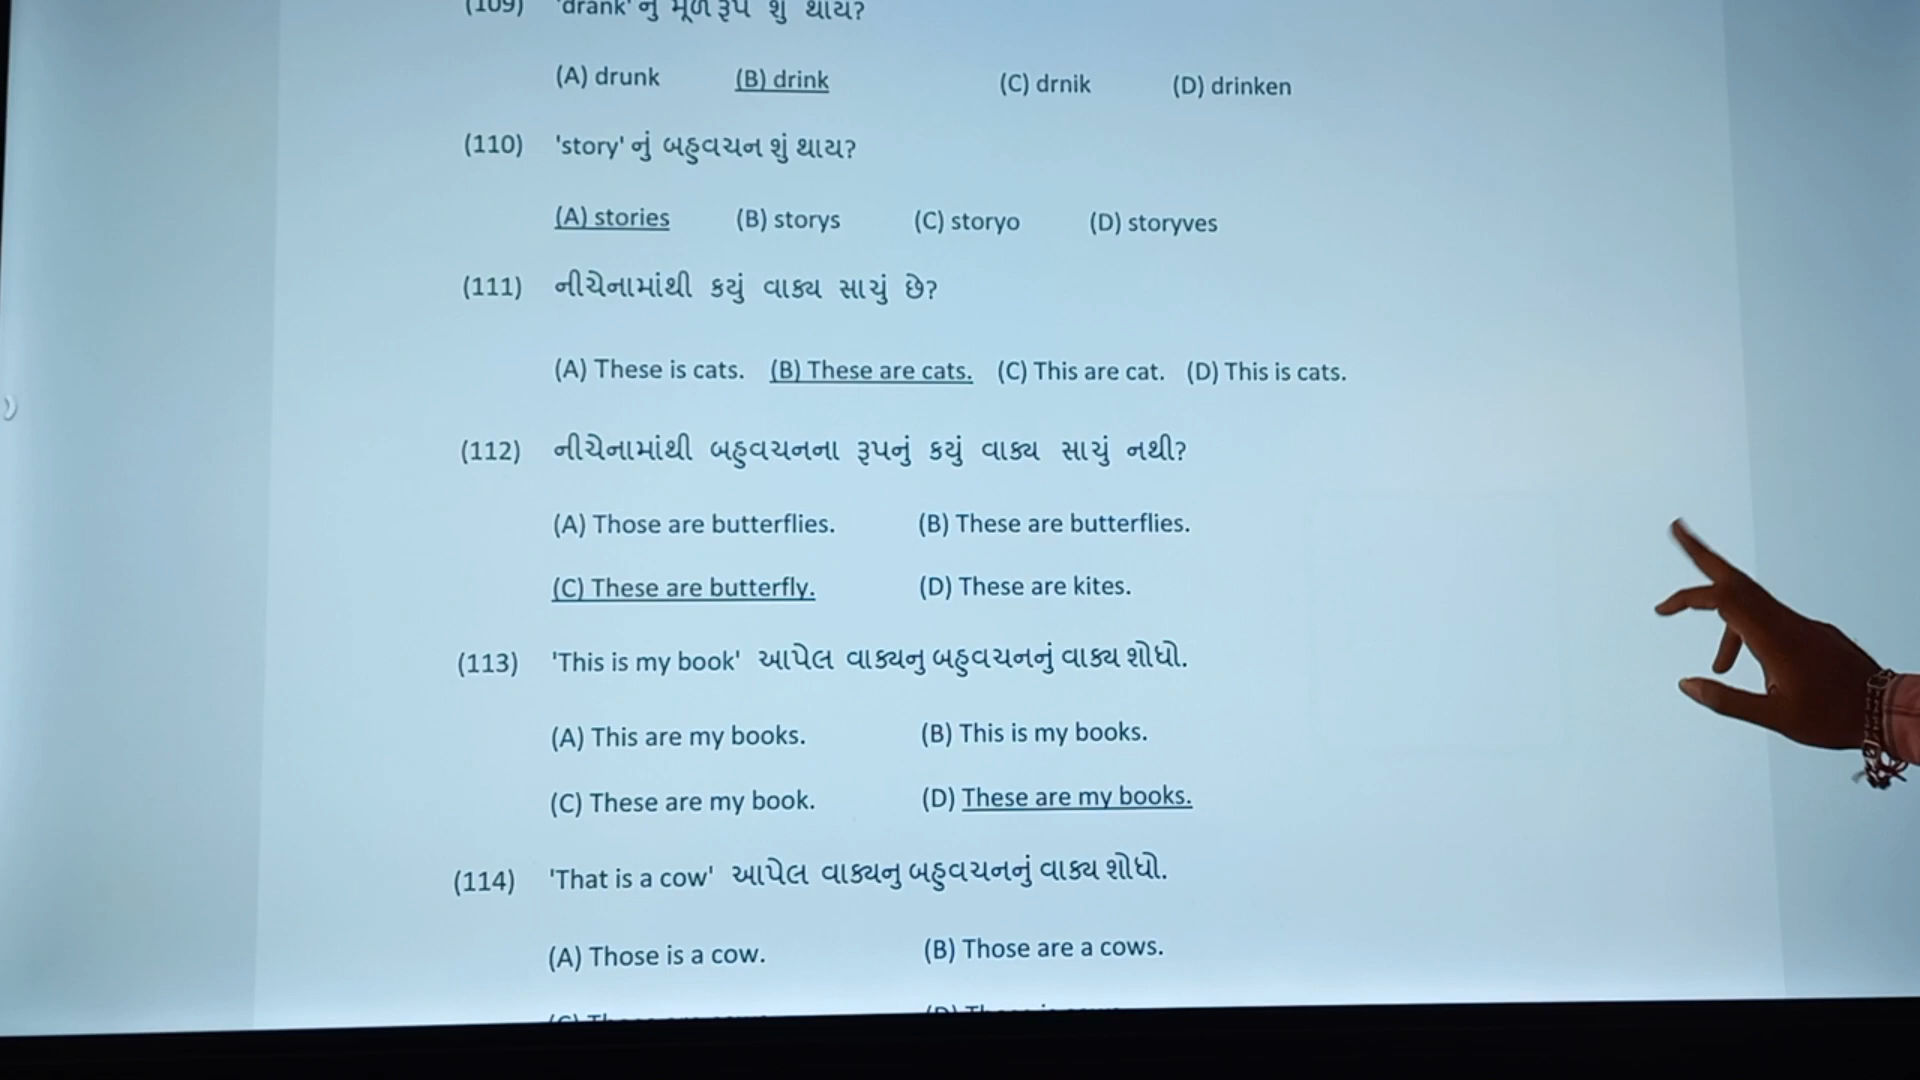 (109) 'drank' નું મૂળ રૂપ શું થાય?
(A) drunk (B) drink (C) drnik (D) drinken
(110) 'story' નું બહુવચન શું થાય?
(A) stories (B) storys (C) storyo (D) storyves
(111) નીચેનામાંથી કયું વાક્ય સાચું છે?
(A) These is cats. (B) These are cats. (C) This are cat. (D) This is cats.
(112) નીચેનામાંથી બહુવચનના રૂપનું કયું વાક્ય સાચું નથી?
(A) Those are butterflies. (B) These are butterflies.
(C) These are butterfly. (D) These are kites.
(113) 'This is my book' આપેલ વાક્યનુ બહુવચનનું વાક્ય શોધો.
(A) This are my books. (B) This is my books.
(C) These are my book. (D) These are my books.
(114) 'That is a cow' આપેલ વાક્યનુ બહુવચનનું વાક્ય શોધો.
(A) Those is a cow. (B) Those are a cows.
(C) (D)